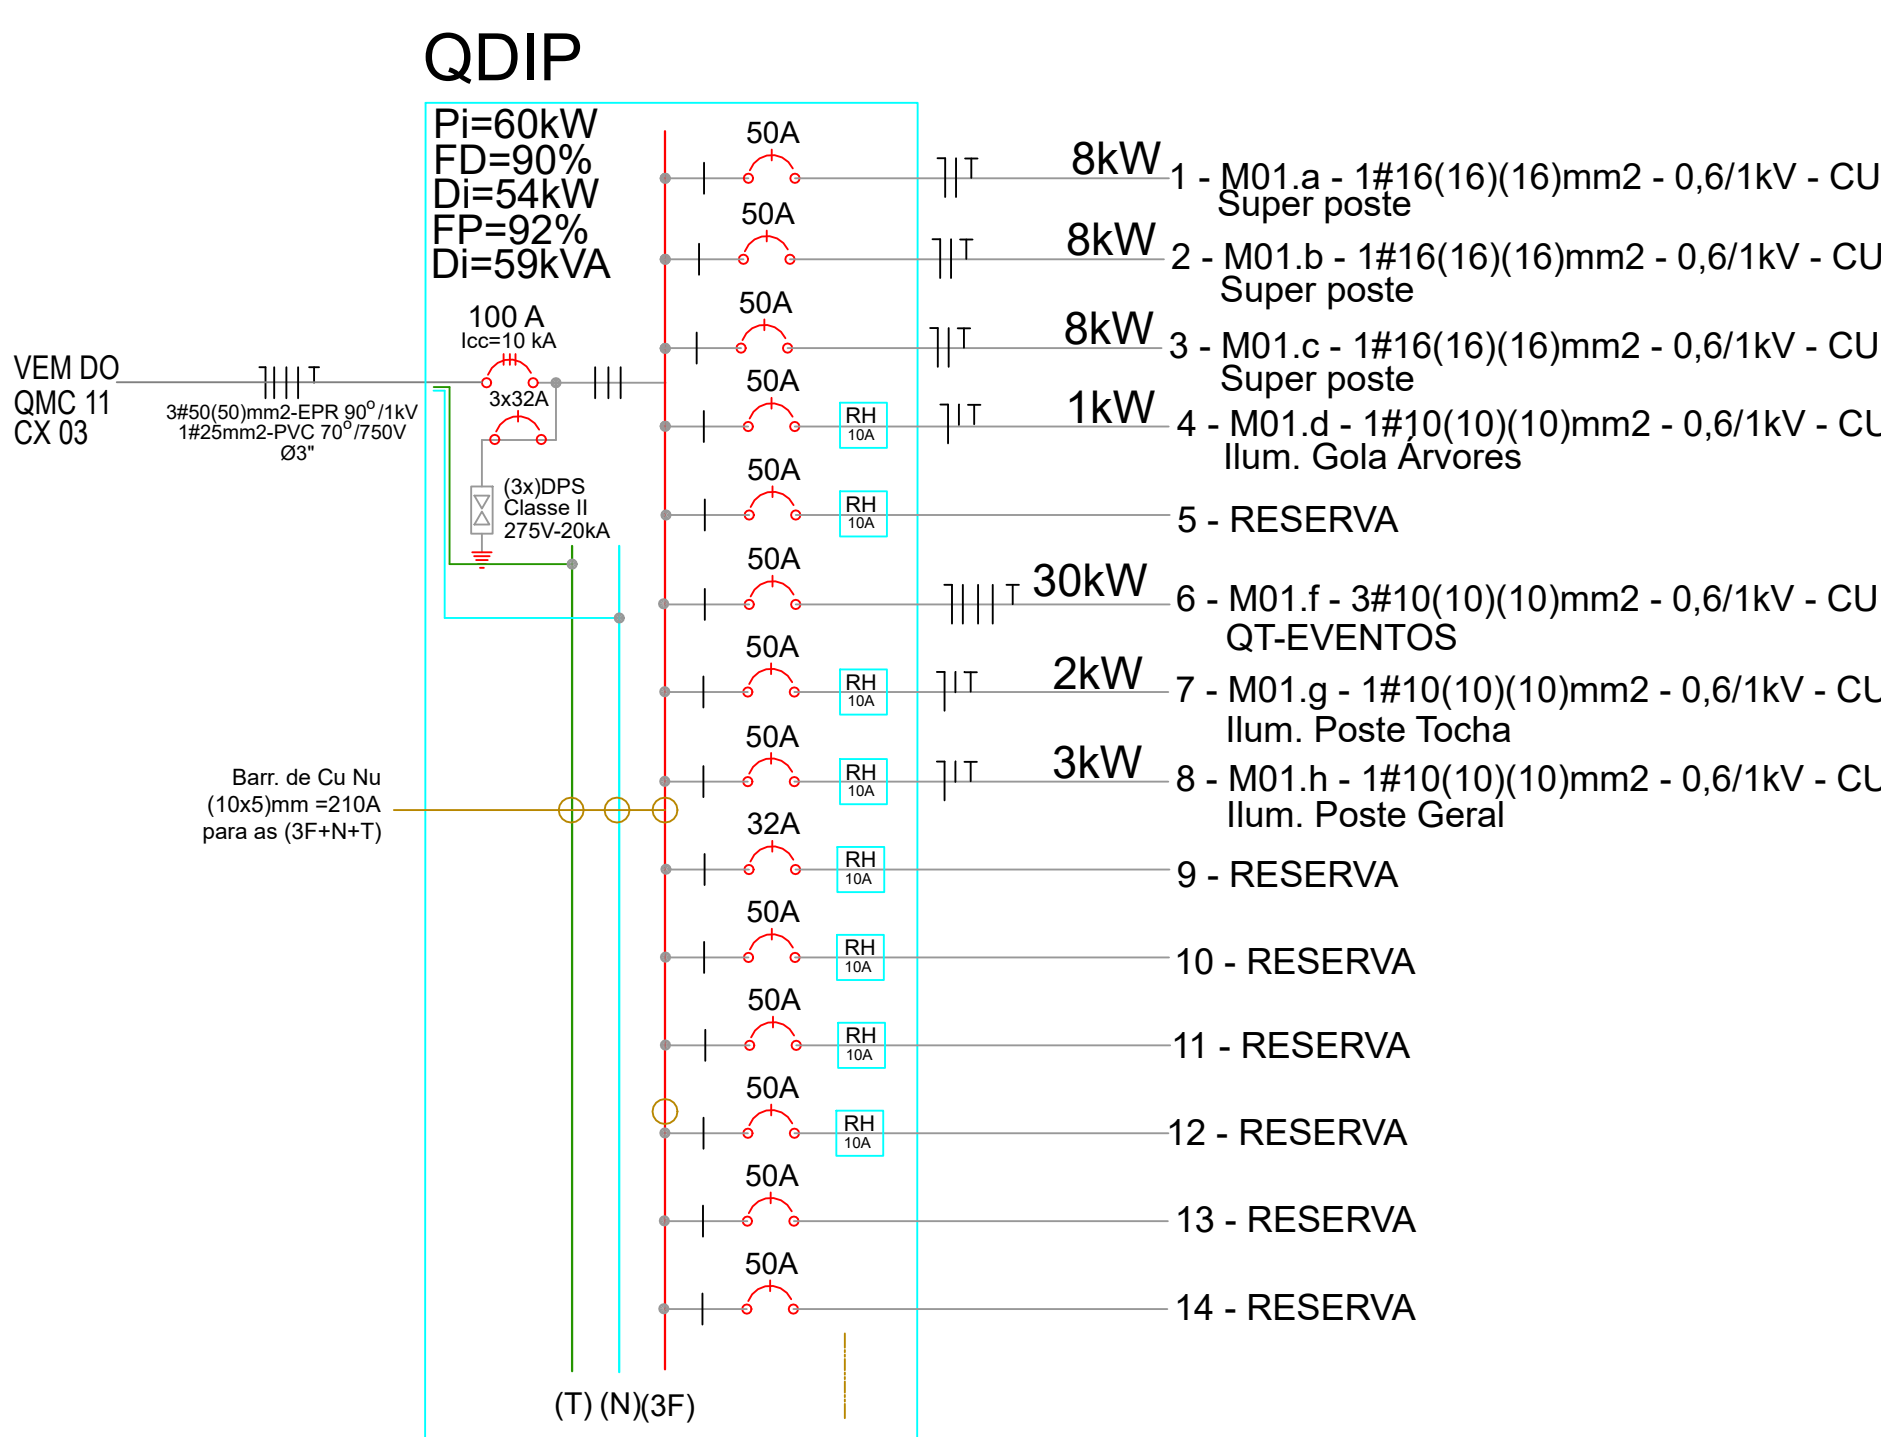 QDIP
Pi=60kW
FD=90%
Di=54kW
FP=92%
Di=59kVA
100 A
Icc=10 kA
3x32A
VEM DO
QMC 11
CX 03
3#50(50)mm2-EPR 90°/1kV
1#25mm2-PVC 70°/750V
Ø3"
(3x)DPS
Classe II
275V-20kA
Barr. de Cu Nu
(10x5)mm =210A
para as (3F+N+T)
50A T 8kW 1 - M01.a - 1#16(16)(16)mm2 - 0,6/1kV - CU
Super poste
50A T 8kW 2 - M01.b - 1#16(16)(16)mm2 - 0,6/1kV - CU
Super poste
50A T 8kW 3 - M01.c - 1#16(16)(16)mm2 - 0,6/1kV - CU
Super poste
50A RH 10A T 1kW 4 - M01.d - 1#10(10)(10)mm2 - 0,6/1kV - CU
Ilum. Gola Árvores
50A RH 10A 5 - RESERVA
50A T 30kW 6 - M01.f - 3#10(10)(10)mm2 - 0,6/1kV - CU
QT-EVENTOS
50A RH 10A T 2kW 7 - M01.g - 1#10(10)(10)mm2 - 0,6/1kV - CU
Ilum. Poste Tocha
50A RH 10A T 3kW 8 - M01.h - 1#10(10)(10)mm2 - 0,6/1kV - CU
Ilum. Poste Geral
32A RH 10A 9 - RESERVA
50A RH 10A 10 - RESERVA
50A RH 10A 11 - RESERVA
50A RH 10A 12 - RESERVA
50A 13 - RESERVA
50A 14 - RESERVA
(T) (N)(3F)